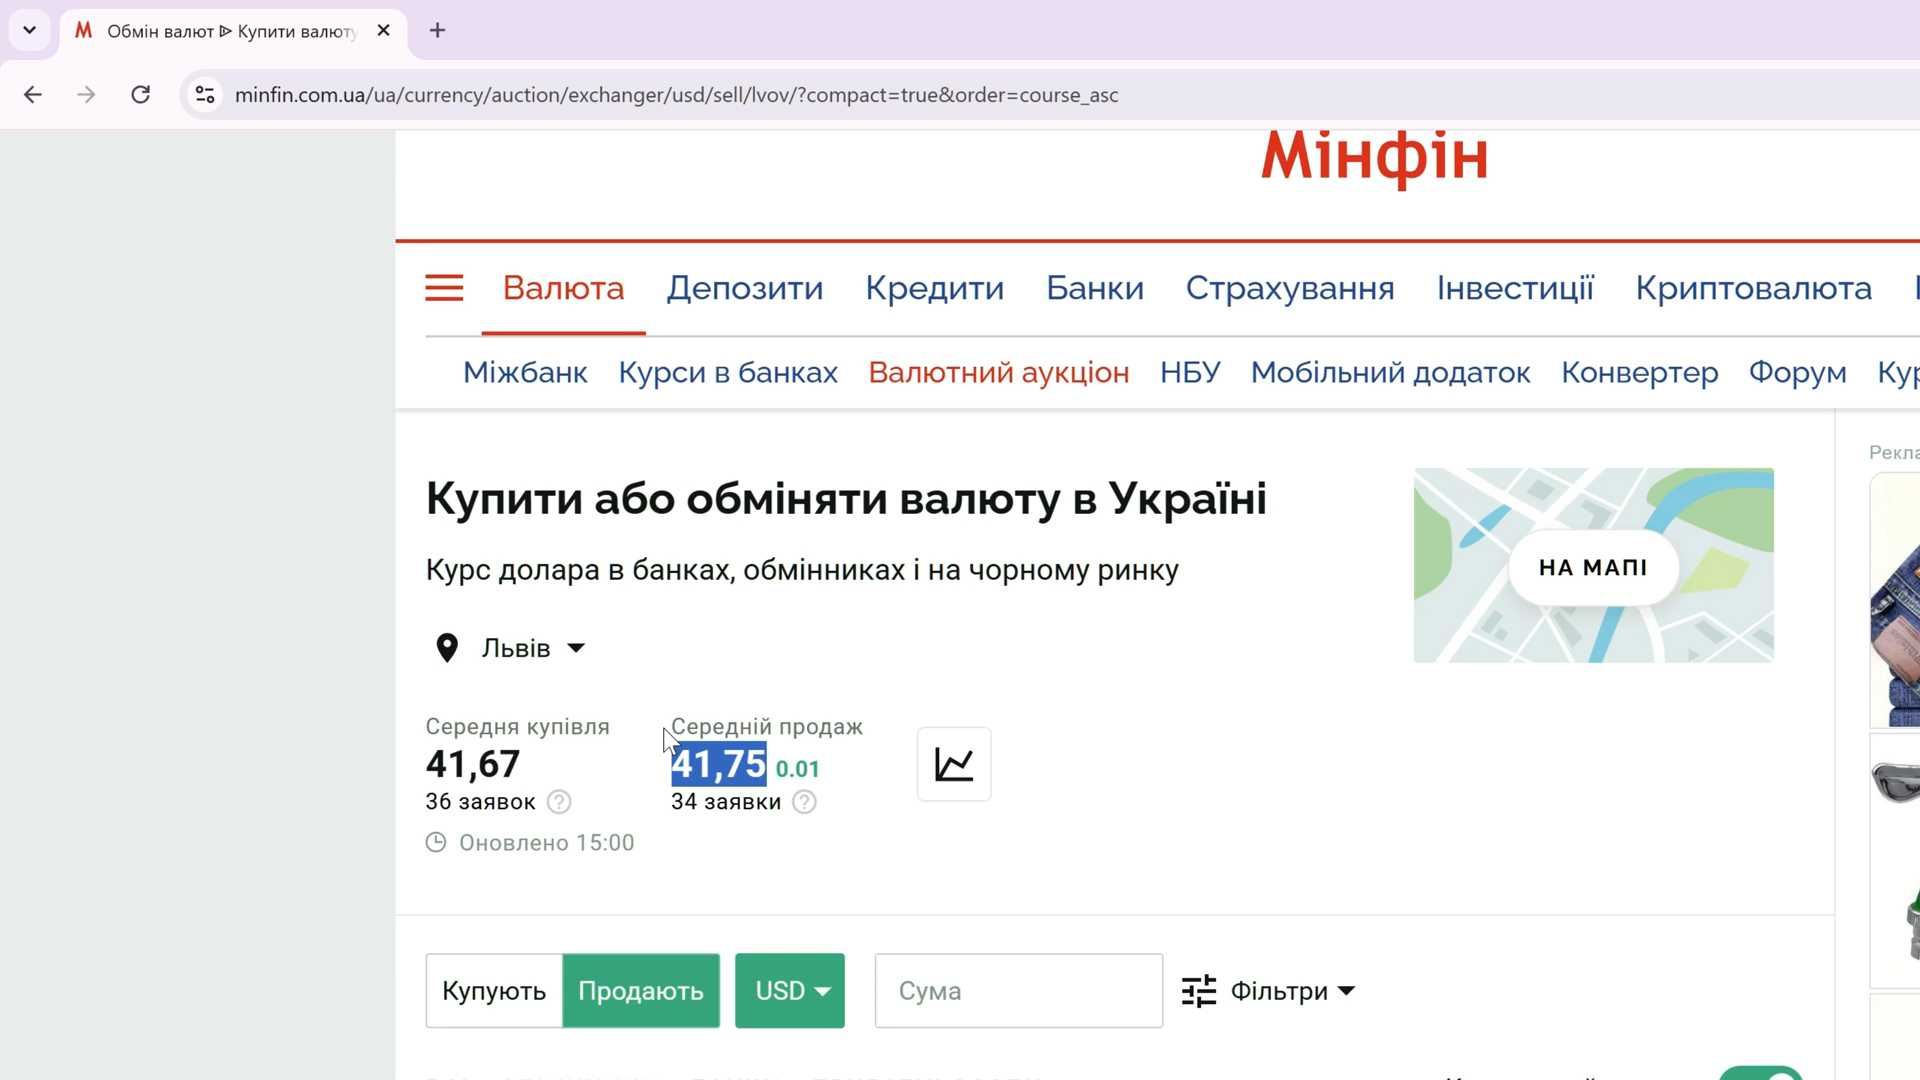 Обмін валют ᐈ Купити валюту
minfin.com.ua/ua/currency/auction/exchanger/usd/sell/lvov/?compact=true&order=course_asc
Мінфін
Валюта Депозити Кредити Банки Страхування Інвестиції Криптовалюта
Міжбанк Курси в банках Валютний аукціон НБУ Мобільний додаток Конвертер Форум
Купити або обміняти валюту в Україні
Курс долара в банках, обмінниках і на чорному ринку
НА МАПІ
Львів
Середня купівля Середній продаж
41,67 41,75 0.01
36 заявок ? 34 заявки ?
Оновлено 15:00
Купують Продають USD Сума Фільтри